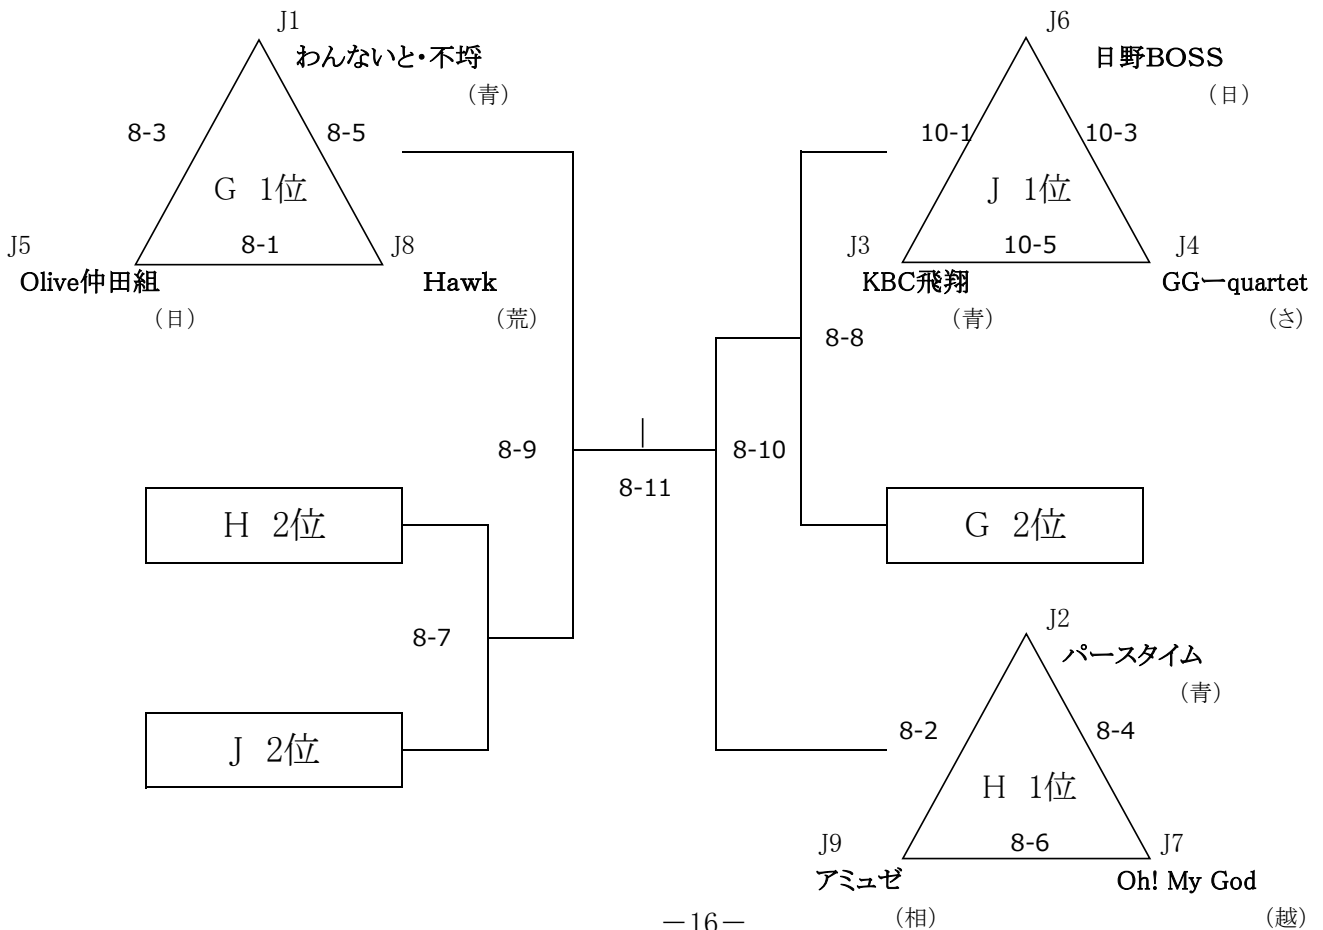 J1
わんないと・不埒
（青）
8-3
8-5
G 1位
8-1
J5
J8
Olive仲田組
Hawk
（日）
（荒）
J6
日野BOSS
（日）
10-1
10-3
J 1位
10-5
J3
J4
KBC飛翔
GGーquartet
（青）
（さ）
8-8
8-9
8-10
8-11
H 2位
G 2位
8-7
J 2位
J2
パースタイム
（青）
8-2
8-4
H 1位
8-6
J9
J7
アミュゼ
Oh! My God
（相）
（越）
－16－